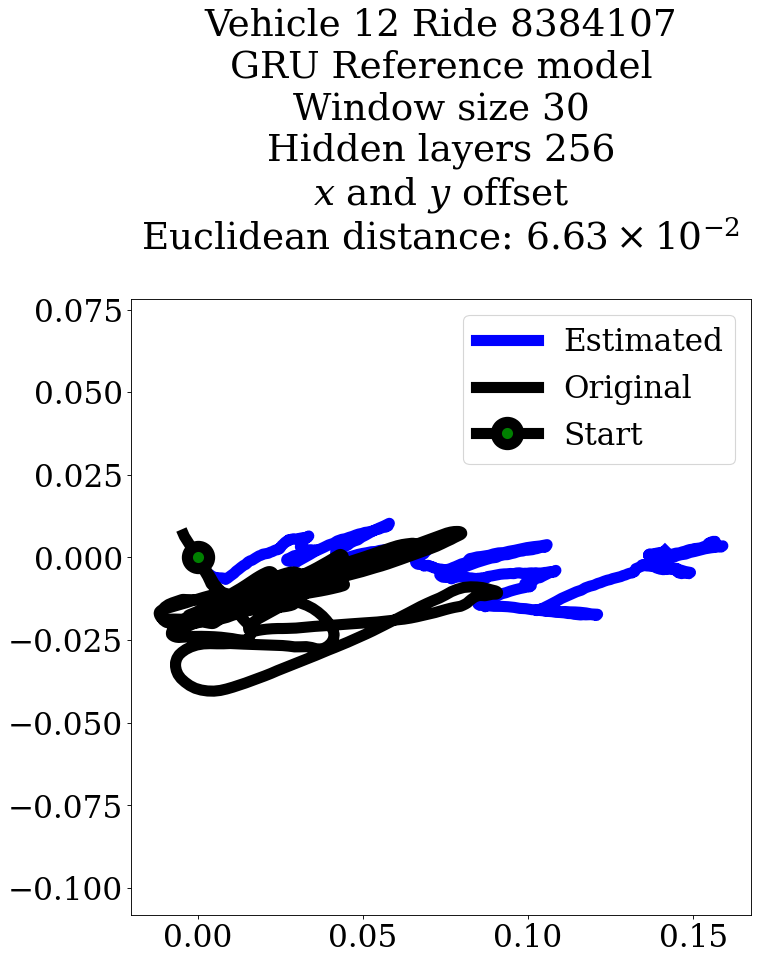 Vehicle 12 Ride 8384107
GRU Reference model
Window size 30
Hidden layers 256
x and y offset
Euclidean distance: 6.63 × 10⁻²
Estimated
Original
Start
0.075
0.050
0.025
0.000
−0.025
−0.050
−0.075
−0.100
0.00 0.05 0.10 0.15